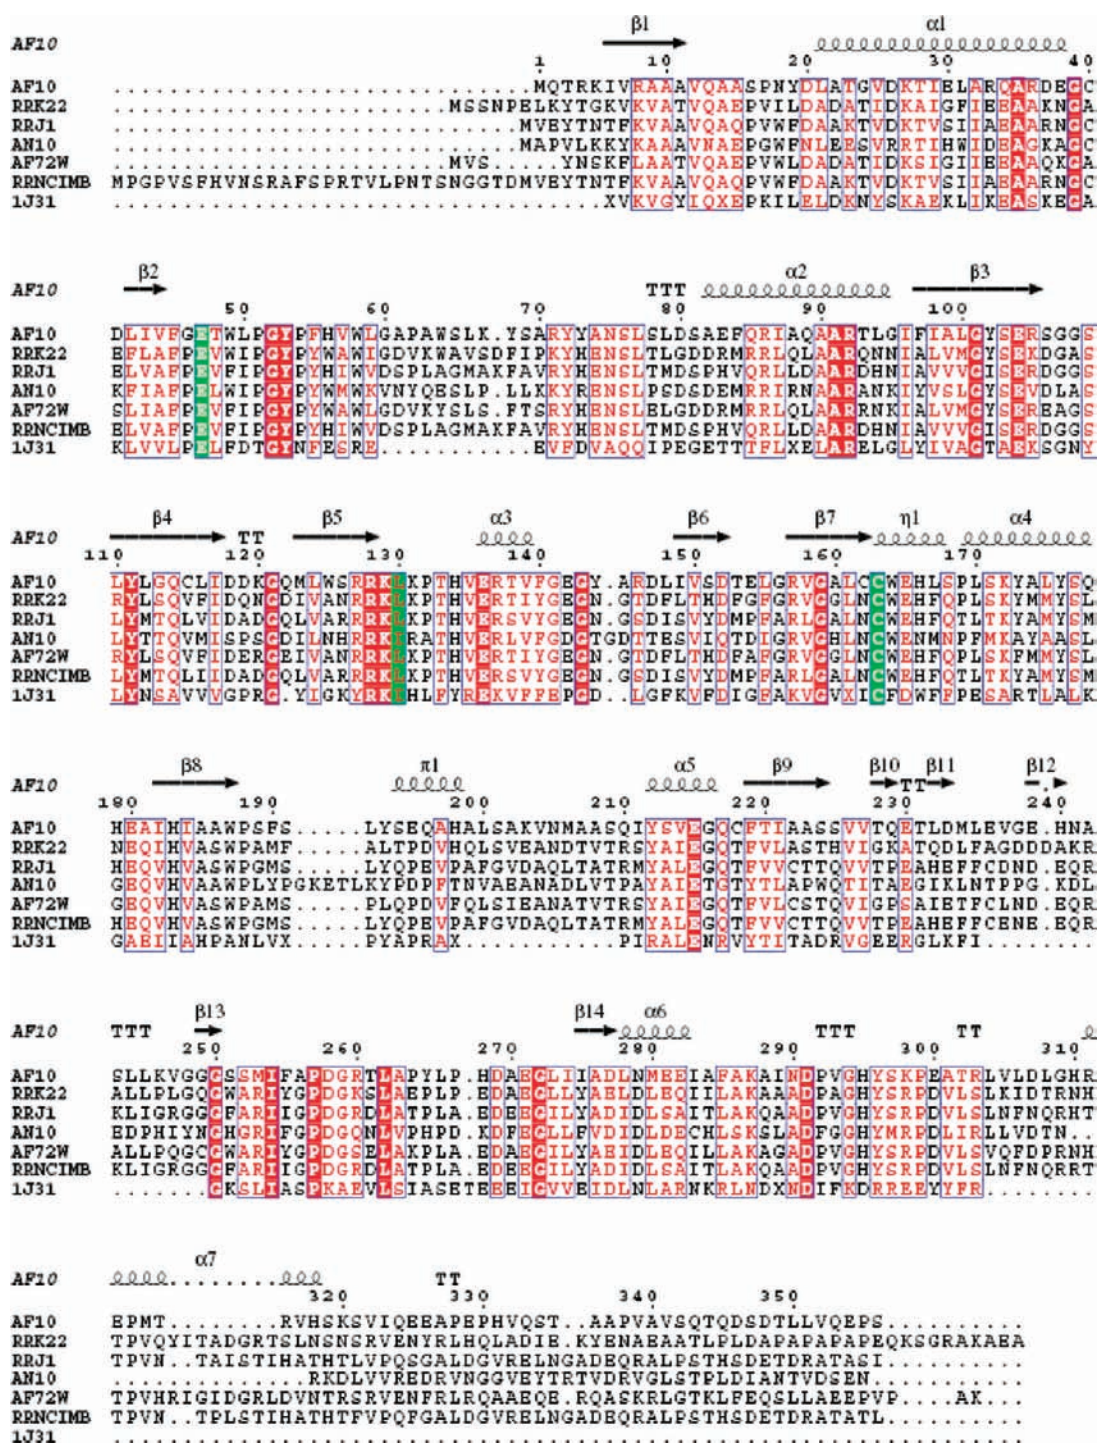 β1 α1
AF10
1 10 20 30 40
AF10 .............................MQTRKIVRAAAVQAASPNYDLATGVDKTIELARQARDEGC
RRK22 .......................MSSNPELKYTGKVKVATVQAEPVILDADATIDKAIGFIEEAAKNGA
RRJ1 ............................MVEYTNTFKVAAVQAQPVWFDAAKTVDKTVSIIAEAARNGC
AN10 ............................MAPVLKKYKAAAVNAEPGWFNLEESVRRTIHWIDEAGKAGC
AF72W .......................MVS.....YNSKFLAATVQAEPVWLDADATIDKSIGIIEEAAQKGA
RRNCIMB MPGPVSFHVNSRAFSPRTVLPNTSNGGTDMVEYTNTFKVAAVQAQPVWFDAAKTVDKTVSIIAEAARNGC
1J31 ..................................XVKVGYIQXEPKILELDKNYSKAEKLIKEASKEGA
β2 α2 β3
AF10 TTT
50 60 70 80 90 100
AF10 DLIVFGETWLPGYPFHVWLGAPAWSLK.YSARYYANSLSLDSAEFQRIAQAARTLGIFIALGYSERSGGS
RRK22 EFLAFPEVWIPGYPYWAWIGDVKWAVSDFIPKYHENSLTLGDDRMRRLQLAARQNNIALVMGYSEKDGAS
RRJ1 ELVAFPEVFIPGYPYHIWVDSPLAGMAKFAVRYHENSLTMDSPHVQRLLDAARDHNIAVVVGISERDGGS
AN10 KFIAFPELWIPGYPYWMWKVNYQESLP.LLKKYRENSLPSDSDEMRRIRNAARANKIYVSLGYSEVDLAS
AF72W SLIAFPEVFIPGYPYWAWLGDVKYSLS.FTSRYHENSLELGDDRMRRLQLAARRNKIALVMGYSEREAGS
RRNCIMB ELVAFPEVFIPGYPYHIWVDSPLAGMAKFAVRYHENSLTMDSPHVQRLLDAARDHNIAVVVGISERDGGS
1J31 KLVVLPELFDTGYNFESRE...........EVFDVAQQIPEGETTTFLXELARELGLYIVAGTAEKSGNY
β4 β5 α3 β6 β7 η1 α4
AF10 TT
110 120 130 140 150 160 170
AF10 LYLGQCLIDDKGQMLWSRRKLKPTHVERTVFGEGY.ARDLIVSDTELGRVGALCCWEHLSPLSKYALYSQ
RRK22 RYLSQVFIDQNGDIVANRRKLKPTHVERTIYGEGN.GTDFLTHDFGFGRVGGLNCWEHFQPLSKYMMYSL
RRJ1 LYMTQLVIDADGQLVARRRKLKPTHVERSVYGEGN.GSDISVYDMPFARLGALNCWEHFQTLTKYAMYSM
AN10 LYTTQVMISPSGDILNHRRKIRATHVERLVFGDGTGDTTESVIQTDIGRVGHLNCWENMNPFMKAYAASL
AF72W RYLSQVFIDERGEIVANRRKLKPTHVERTIYGEGN.GTDFLTHDFAFGRVGGLNCWEHFQPLSKFMMYSL
RRNCIMB LYMTQLIIDADGQLVARRRKLKPTHVERSVYGEGN.GSDISVYDMPFARLGALNCWEHFQTLTKYAMYSM
1J31 LYNSAVVVGPRG.YIGKYRKIHLFYREKVFFEPGD..LGFKVFDIGFAKVGVXICFDWFFPESARTLALK
β8 π1 α5 β9 β10 β11 β12
AF10 TT
180 190 200 210 220 230 240
AF10 HEAIHIAAWPSFS.....LYSEQAHALSAKVNMAASQIYSVEGQCFTIAASSVVTQETLDMLEVGE.HNA
RRK22 NEQIHVASWPAMF.....ALTPDVHQLSVEANDTVTRSYAIEGQTFVLASTHVIGKATQDLFAGDDDAKR
RRJ1 HEQVHVASWPGMS.....LYQPEVPAFGVDAQLTATRMYALEGQTFVVCTTQVVTPEAHEFFCDND.EQR
AN10 GEQVHVAAWPLYPGKETLKYPDPFTNVAEANADLVTPAYAIETGTYTLAPWQTITAEGIKLNTPPG.KDL
AF72W GEQVHVASWPAMS.....PLQPDVFQLSIEANATVTRSYAIEGQTFVLCSTQVIGPSAIETFCLND.EQR
RRNCIMB HEQVHVASWPGMS.....LYQPEVPAFGVDAQLTATRMYALEGQTFVVCTTQVVTPEAHEFFCENE.EQR
1J31 GAEIIAHPANLVX.....PYAPRAX...........PIRALENRVYTITADRVGEERGLKFI........
β13 β14 α6
AF10 TTT TTT TT
250 260 270 280 290 300 310
AF10 SLLKVGGGSSMIFAPDGRTLAPYLP.HDAEGLIIADLNMEEIAFAKAINDPVGHYSKPEATRLVLDLGHR
RRK22 ALLPLGQGWARIYGPDGKSLAEPLP.EDAEGLLYAELDLEQIILAKAAADPAGHYSRPDVLSLKIDTRNH
RRJ1 KLIGRGGGFARIIGPDGRDLATPLA.EDEEGILYADIDLSAITLAKQAADPVGHYSRPDVLSLNFNQRHT
AN10 EDPHIYNGHGRIFGPDGQNLVPHPD.KDFEGLLFVDIDLDECHLSKSLADFGGHYMRPDLIRLLVDTN..
AF72W ALLPQGCGWARIYGPDGSELAKPLA.EDAEGILYAEIDLEQILLAKAGADPVGHYSRPDVLSVQFDPRNH
RRNCIMB KLIGRGGGFARIIGPDGRDLATPLA.EDEEGILYADIDLSAITLAKQAADPVGHYSRPDVLSLNFNQRRT
1J31 .......GKSLIASPKAEVLSIASETEEEIGVVEIDLNLARNKRLNDXNDIFKDRREEYYFR........
α7
AF10 TT
320 330 340 350
AF10 EPMT........RVHSKSVIQEEAPEPHVQST..AAPVAVSQTQDSDTLLVQEPS..........
RRK22 TPVQYITADGRTSLNSNSRVENYRLHQLADIE.KYENAEAATLPLDAPAPAPAPEQKSGRAKAEA
RRJ1 TPVN..TAISTIHATHTLVPQSGALDGVRELNGADEQRALPSTHSDETDRATASI..........
AN10 ..............RKDLVVREDRVNGGVEYTRTVDRVGLSTPLDIANTVDSEN...........
AF72W TPVHRIGIDGRLDVNTRSRVENFRLRQAAEQE.RQASKRLGTKLFEQSLLAEEPVP....AK...
RRNCIMB TPVN..TPLSTIHATHTFVPQFGALDGVRELNGADEQRALPSTHSDETDRATATL..........
1J31 .................................................................